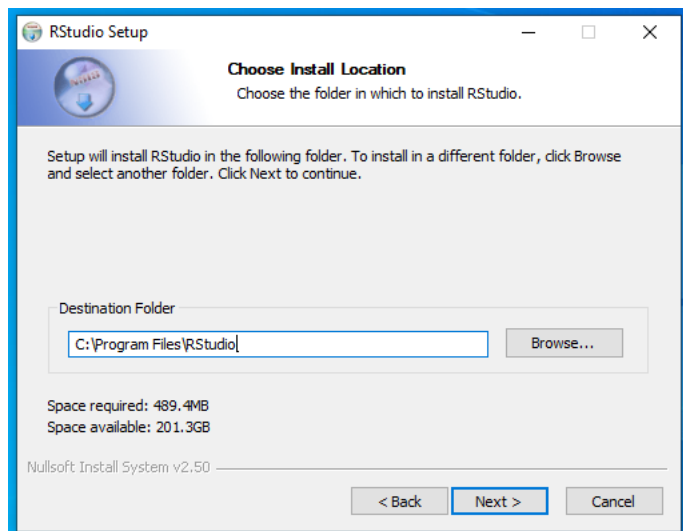 RStudio Setup
Choose Install Location
Choose the folder in which to install RStudio.
Setup will install RStudio in the following folder. To install in a different folder, click Browse
and select another folder. Click Next to continue.
Destination Folder
C:\Program Files\RStudio
Browse...
Space required: 489.4MB
Space available: 201.3GB
Nullsoft Install System v2.50
< Back
Next >
Cancel